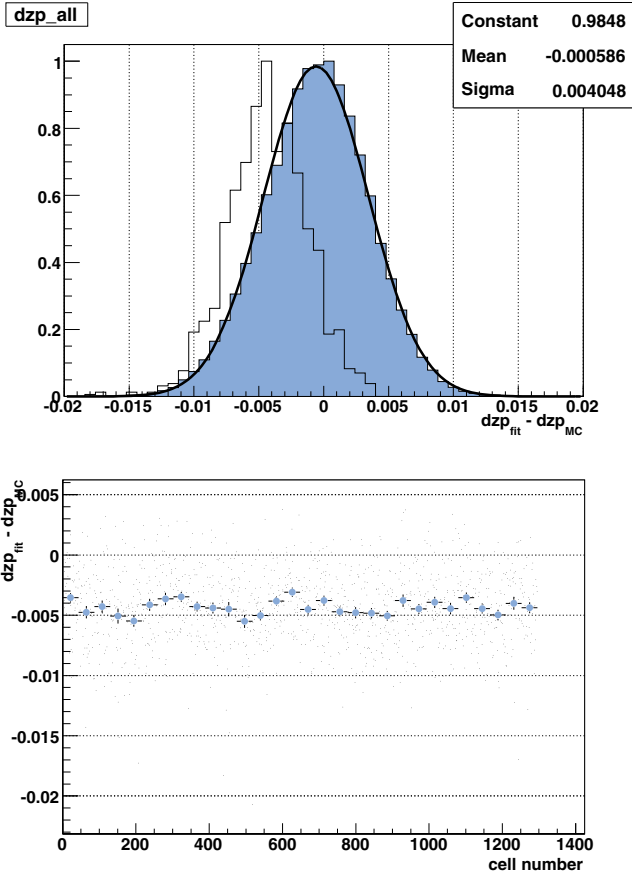 dzp_all
Constant 0.9848
Mean -0.000586
Sigma 0.004048
1
0.8
0.6
0.4
0.2
0
-0.02 -0.015 -0.01 -0.005 0 0.005 0.01 0.015 0.02
dzp_fit - dzp_MC
dzp_fit - dzp_MC
0.005
0
-0.005
-0.01
-0.015
-0.02
0 200 400 600 800 1000 1200 1400
cell number